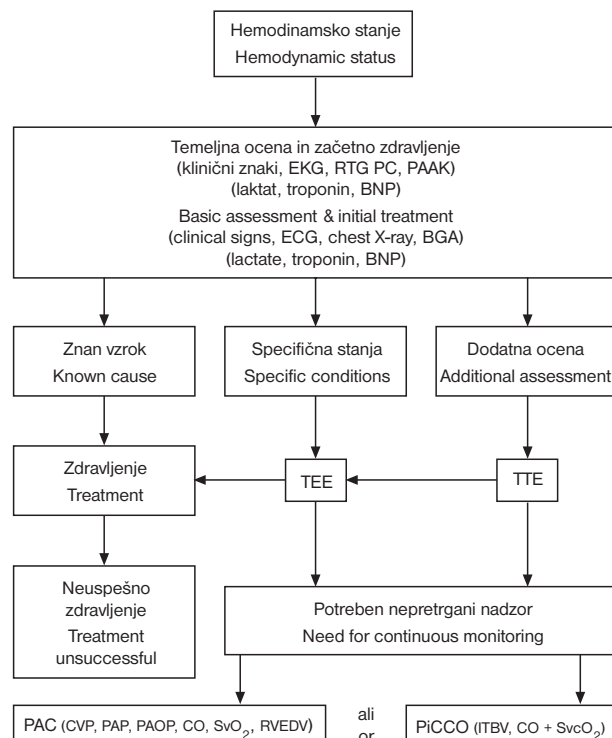 Hemodinamsko stanje
Hemodynamic status
Temeljna ocena in začetno zdravljenje
(klinični znaki, EKG, RTG PC, PAAK)
(laktat, troponin, BNP)
Basic assessment & initial treatment
(clinical signs, ECG, chest X-ray, BGA)
(lactate, troponin, BNP)
Znan vzrok
Known cause
Specifična stanja
Specific conditions
Dodatna ocena
Additional assessment
Zdravljenje
Treatment
TEE
TTE
Neuspešno
zdravljenje
Treatment
unsuccessful
Potreben nepretrgani nadzor
Need for continuous monitoring
PAC (CVP, PAP, PAOP, CO, SvO₂, RVEDV)
ali
or
PiCCO (ITBV, CO + SvcO₂)